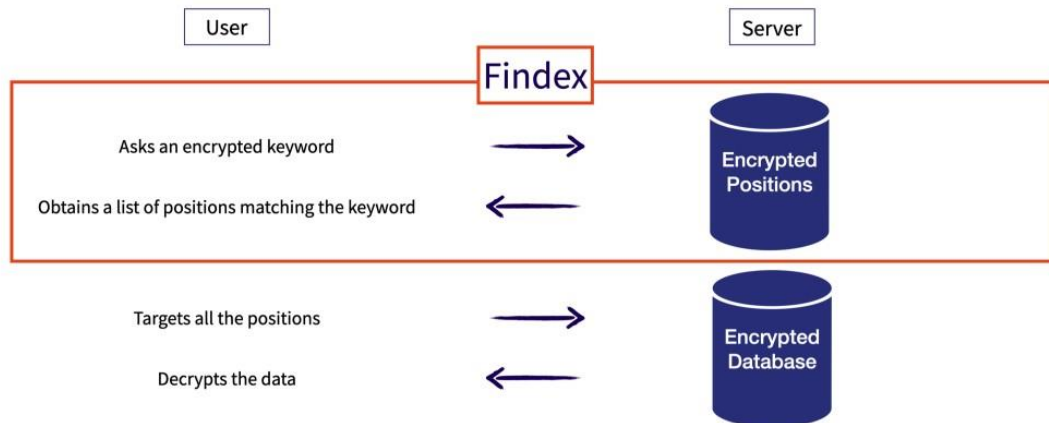 User
Server
Findex
Asks an encrypted keyword
Obtains a list of positions matching the keyword
Encrypted
Positions
Targets all the positions
Decrypts the data
Encrypted
Database